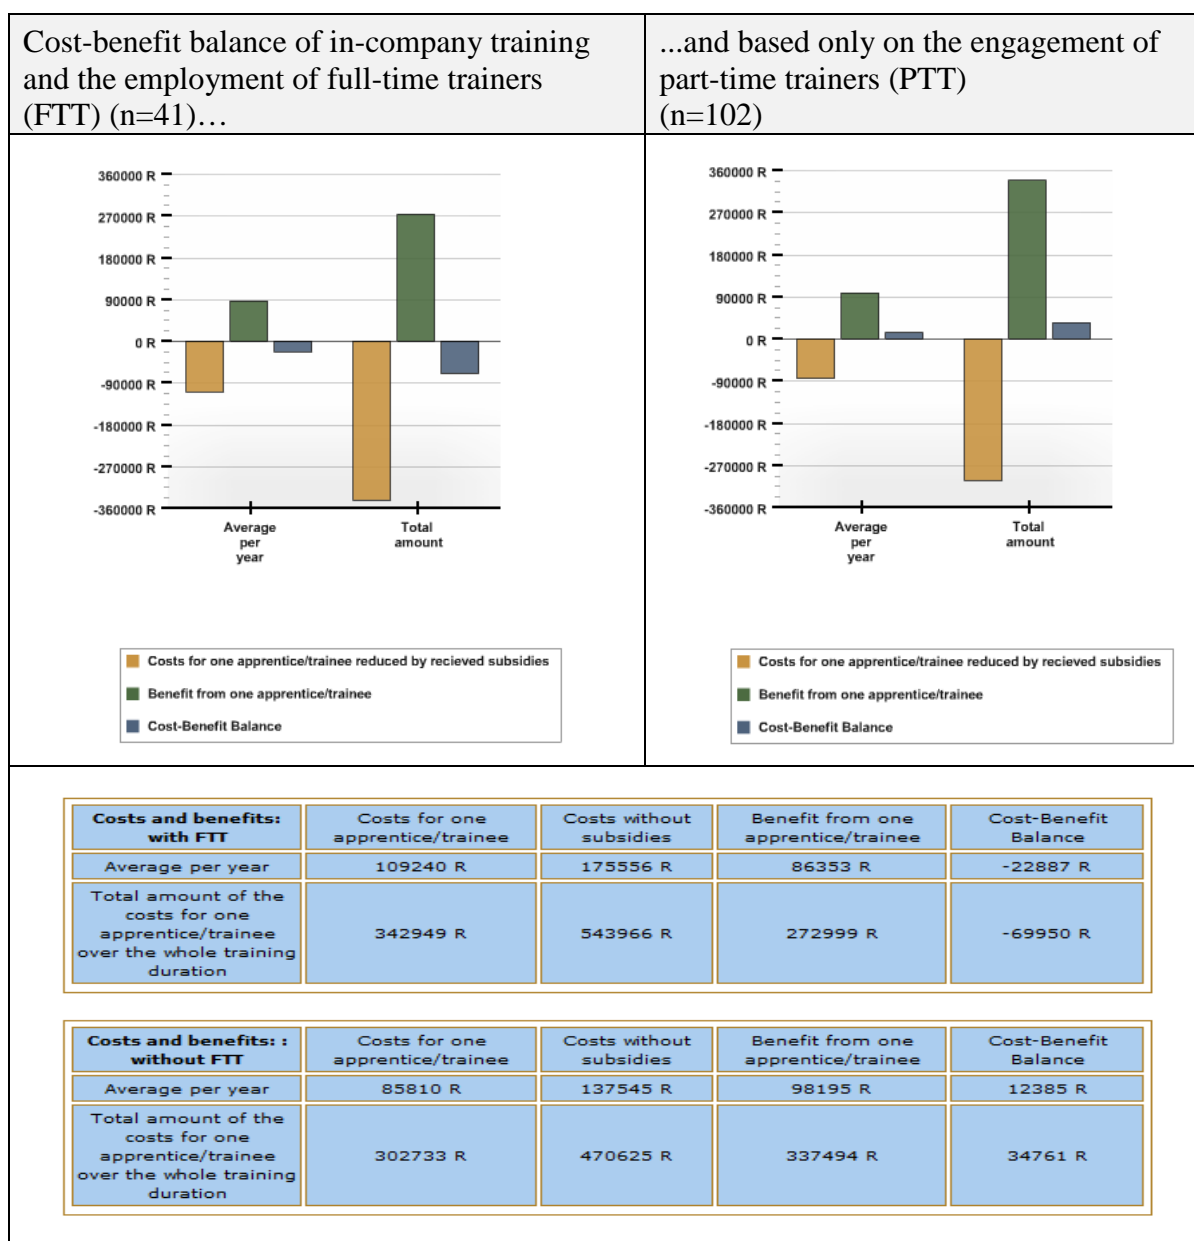 Cost-benefit balance of in-company training
and the employment of full-time trainers
(FTT) (n=41)…
...and based only on the engagement of
part-time trainers (PTT)
(n=102)
360000 R
270000 R
180000 R
90000 R
0 R
-90000 R
-180000 R
-270000 R
-360000 R
Average
per
year
Total
amount
Costs for one apprentice/trainee reduced by recieved subsidies
Benefit from one apprentice/trainee
Cost-Benefit Balance
360000 R
270000 R
180000 R
90000 R
0 R
-90000 R
-180000 R
-270000 R
-360000 R
Average
per
year
Total
amount
Costs for one apprentice/trainee reduced by recieved subsidies
Benefit from one apprentice/trainee
Cost-Benefit Balance
Costs and benefits:
with FTT
Costs for one
apprentice/trainee
Costs without
subsidies
Benefit from one
apprentice/trainee
Cost-Benefit
Balance
Average per year
109240 R
175556 R
86353 R
-22887 R
Total amount of the
costs for one
apprentice/trainee
over the whole training
duration
342949 R
543966 R
272999 R
-69950 R
Costs and benefits: :
without FTT
Costs for one
apprentice/trainee
Costs without
subsidies
Benefit from one
apprentice/trainee
Cost-Benefit
Balance
Average per year
85810 R
137545 R
98195 R
12385 R
Total amount of the
costs for one
apprentice/trainee
over the whole training
duration
302733 R
470625 R
337494 R
34761 R